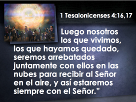 1 Tesalonicenses 4:16,17
Luego nosotros
los que vivimos,
los que hayamos quedado,
seremos arrebatados
juntamente con ellos en las
nubes para recibir al Señor
en el aire, y así estaremos
siempre con el Señor."